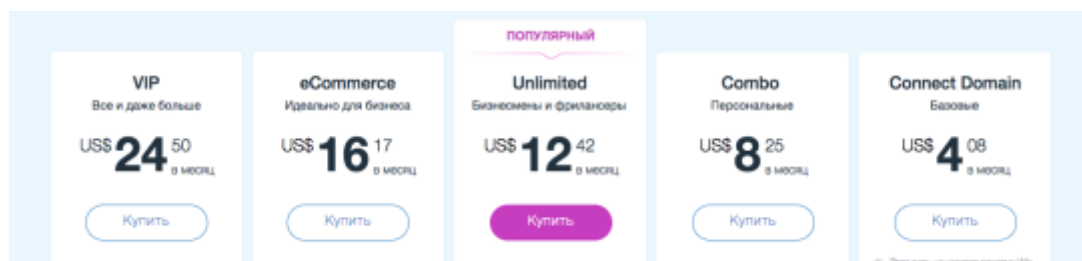 ПОПУЛЯРНЫЙ
VIP
Все и даже больше
US$ 24 50
в месяц
Купить
eCommerce
Идеально для бизнеса
US$ 16 17
в месяц
Купить
Unlimited
Бизнесмены и фрилансеры
US$ 12 42
в месяц
Купить
Combo
Персональные
US$ 8 25
в месяц
Купить
Connect Domain
Базовые
US$ 4 08
в месяц
Купить